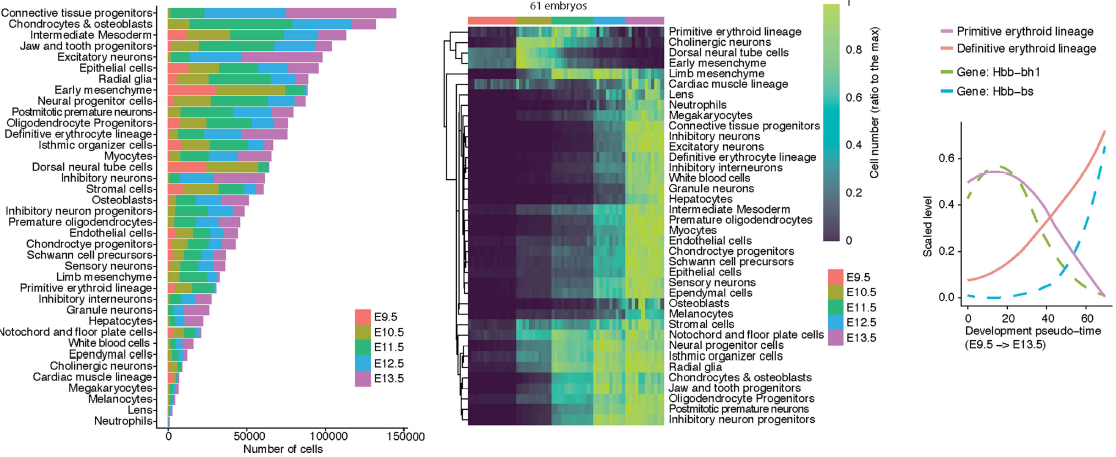 Connective tissue progenitors
Chondrocytes & osteoblasts
Intermediate Mesoderm
Jaw and tooth progenitors
Excitatory neurons
Epithelial cells
Radial glia
Early mesenchyme
Neural progenitor cells
Postmitotic premature neurons
Oligodendrocyte Progenitors
Definitive erythrocyte lineage
Isthmic organizer cells
Myocytes
Dorsal neural tube cells
Inhibitory neurons
Stromal cells
Osteoblasts
Inhibitory neuron progenitors
Premature oligodendrocytes
Endothelial cells
Chondroctye progenitors
Schwann cell precursors
Sensory neurons
Limb mesenchyme
Primitive erythroid lineage
Inhibitory interneurons
Granule neurons
Hepatocytes
Notochord and floor plate cells
White blood cells
Ependymal cells
Cholinergic neurons
Cardiac muscle lineage
Megakaryocytes
Melanocytes
Lens
Neutrophils
0
50000
100000
150000
Number of cells
E9.5
E10.5
E11.5
E12.5
E13.5
61 embryos
Primitive erythroid lineage
Cholinergic neurons
Dorsal neural tube cells
Early mesenchyme
Limb mesenchyme
Cardiac muscle lineage
Lens
Neutrophils
Megakaryocytes
Connective tissue progenitors
Inhibitory neurons
Excitatory neurons
Definitive erythrocyte lineage
Inhibitory interneurons
White blood cells
Granule neurons
Hepatocytes
Intermediate Mesoderm
Premature oligodendrocytes
Myocytes
Endothelial cells
Chondroctye progenitors
Schwann cell precursors
Epithelial cells
Sensory neurons
Ependymal cells
Osteoblasts
Melanocytes
Stromal cells
Notochord and floor plate cells
Neural progenitor cells
Isthmic organizer cells
Radial glia
Chondrocytes & osteoblasts
Jaw and tooth progenitors
Oligodendrocyte Progenitors
Postmitotic premature neurons
Inhibitory neuron progenitors
1
0.8
0.6
0.4
0.2
0
Cell number (ratio to the max)
E9.5
E10.5
E11.5
E12.5
E13.5
Primitive erythroid lineage
Definitive erythroid lineage
Gene: Hbb−bh1
Gene: Hbb−bs
Scaled level
0.6
0.4
0.2
0.0
0
20
40
60
Development pseudo−time
(E9.5 −> E13.5)